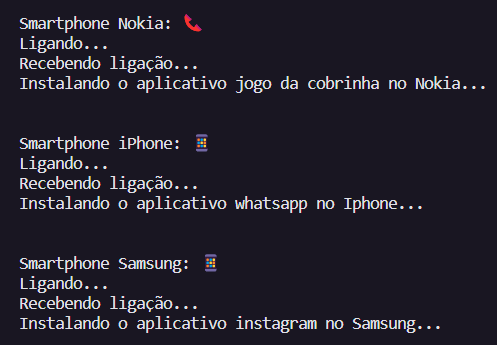 Smartphone Nokia: 📞
Ligando...
Recebendo ligação...
Instalando o aplicativo jogo da cobrinha no Nokia...
Smartphone iPhone: 📱
Ligando...
Recebendo ligação...
Instalando o aplicativo whatsapp no Iphone...
Smartphone Samsung: 📱
Ligando...
Recebendo ligação...
Instalando o aplicativo instagram no Samsung...